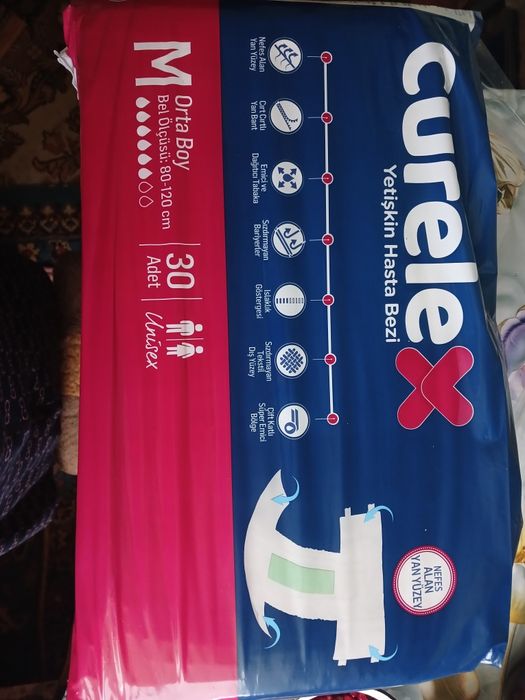 curelex
Yetişkin Hasta Bezi
Nefes Alan
Yan Yüzey
Cırt Cırtlı
Yan Bant
Emici ve
Dağıtıcı Tabaka
Sızdırmayan
Bariyerler
Islaklık
Göstergesi
Sızdırmayan
Tekstil
Dış Yüzey
Çift Katlı
Süper Emici
Bölge
NEFES
ALAN
YAN YÜZEY
M
Orta Boy
Bel Ölçüsü: 80-120 cm
30
Adet
Unisex